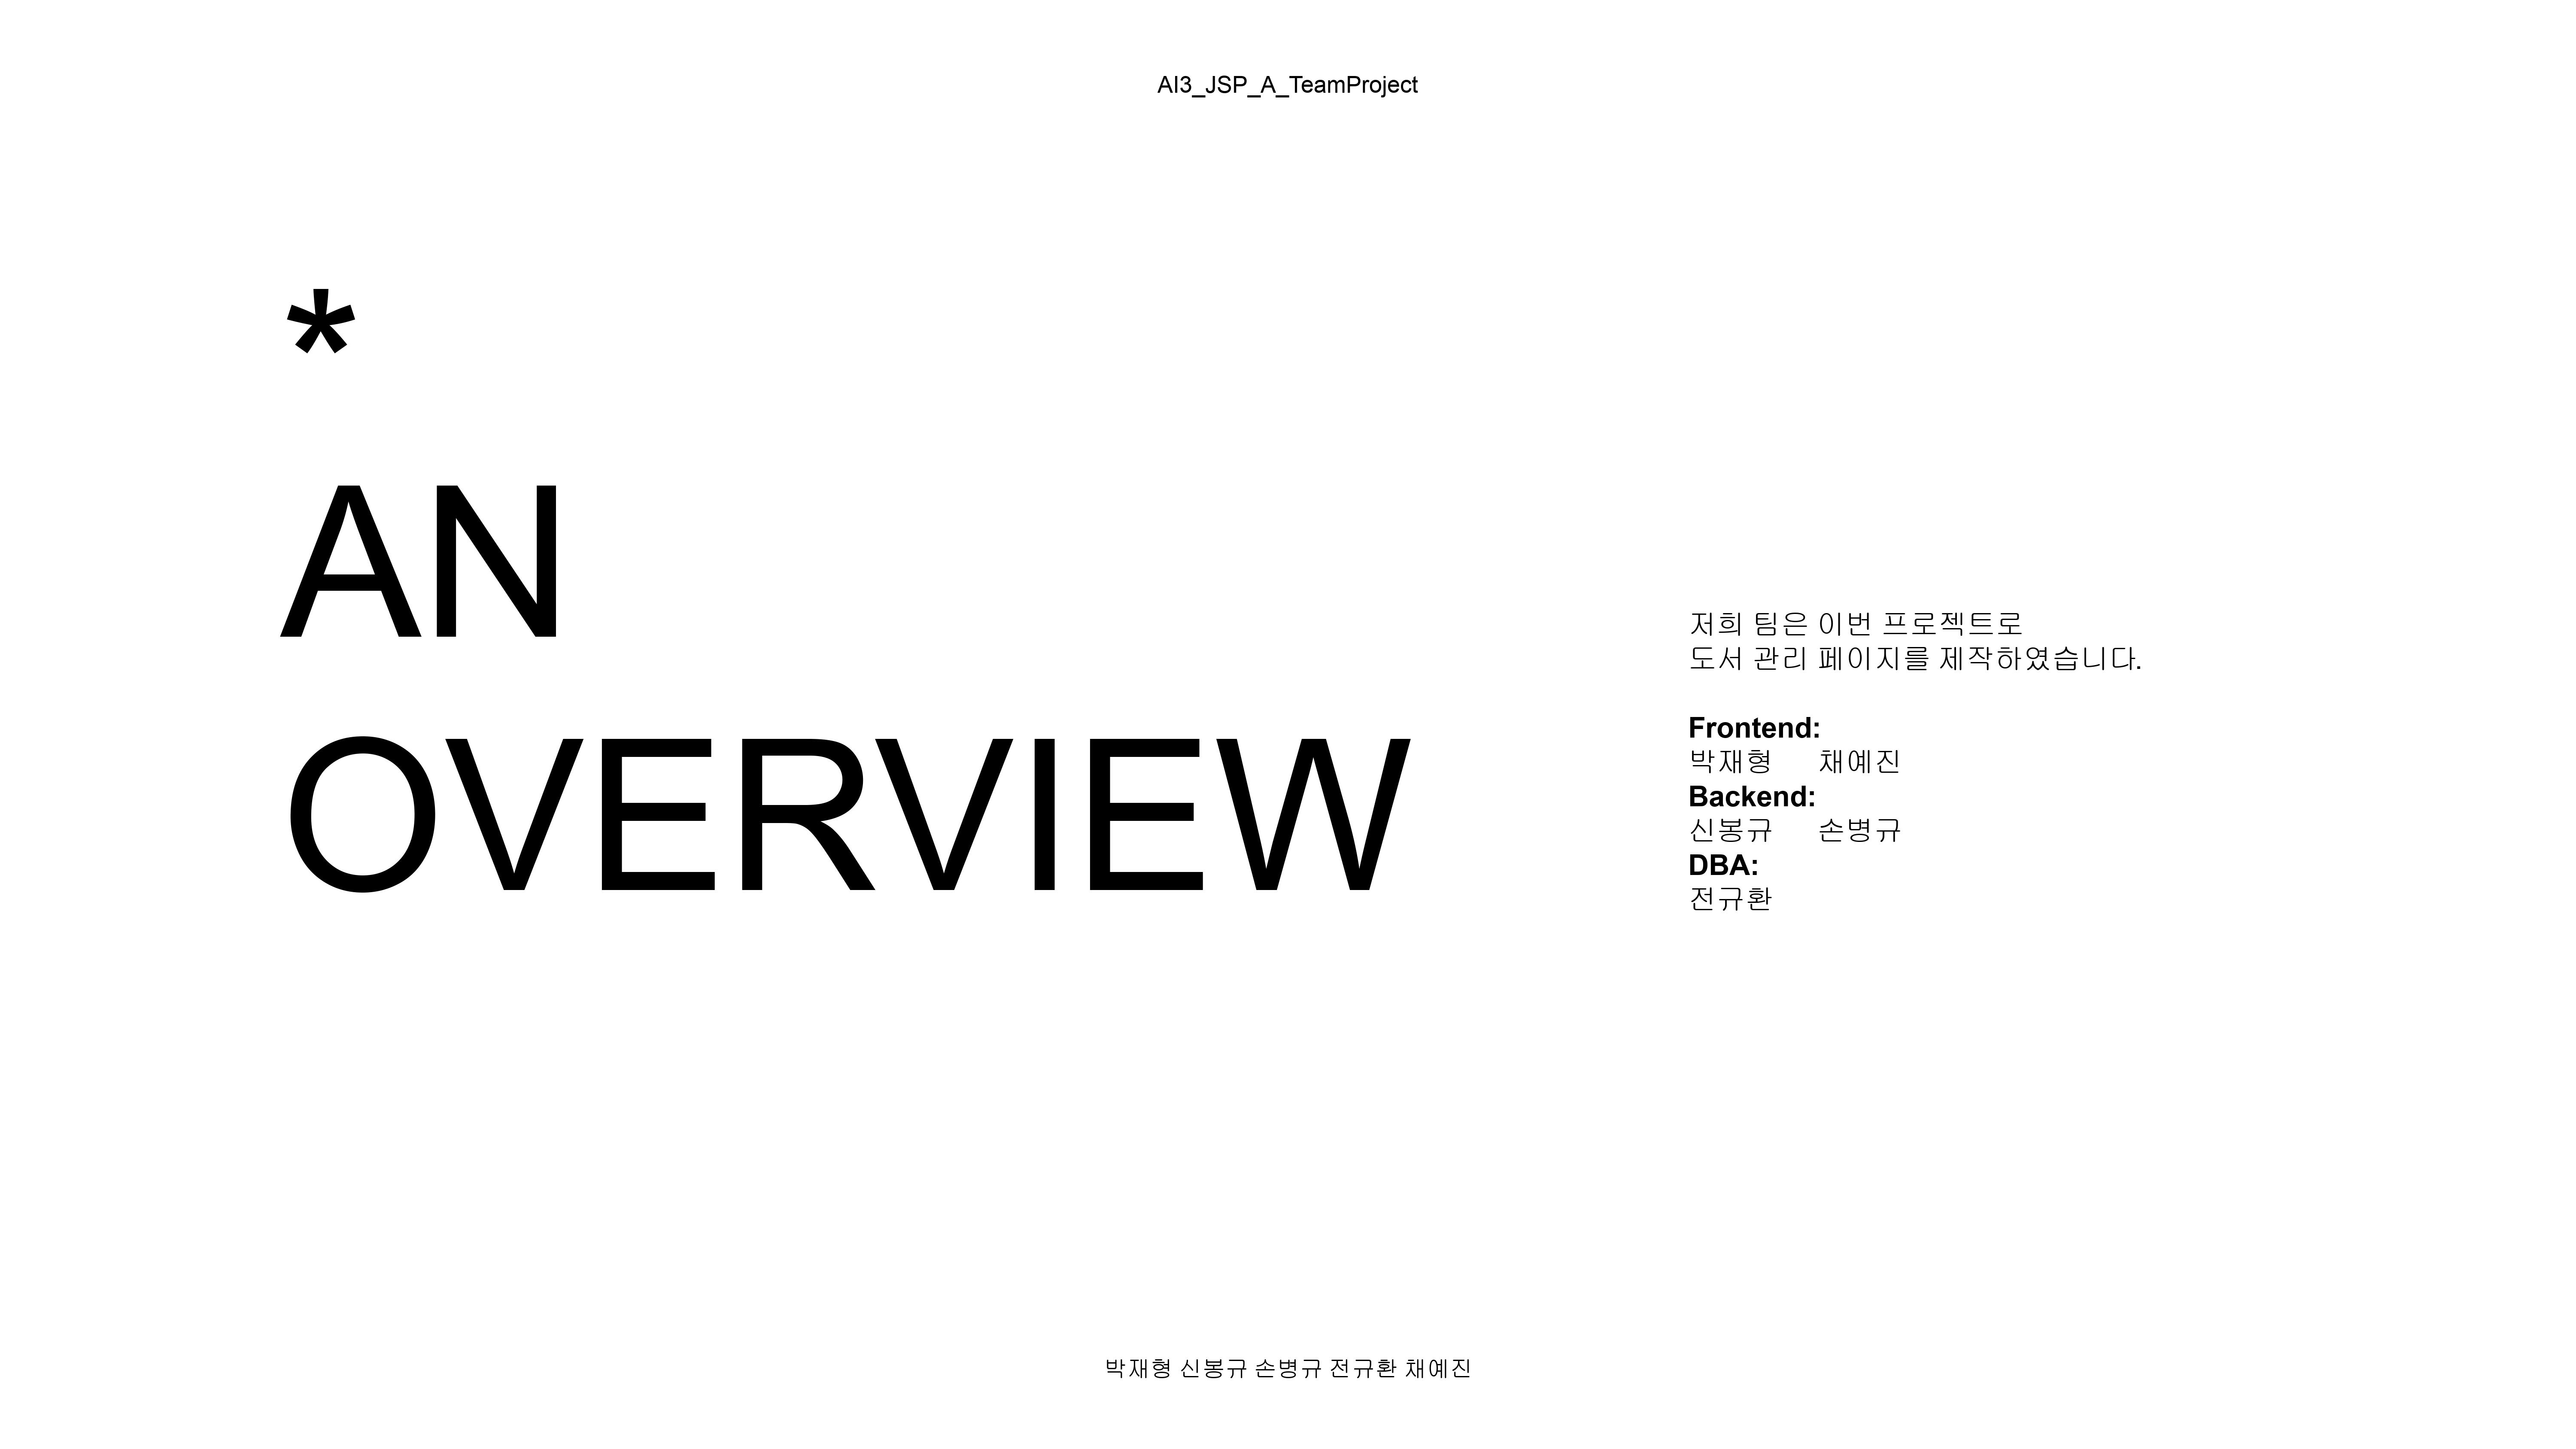 AI3_JSP_A_TeamProject
*
AN
OVERVIEW
저희 팀은 이번 프로젝트로
도서 관리 페이지를 제작하였습니다.
Frontend:
박재형 채예진
Backend:
신봉규 손병규
DBA:
전규환
박재형 신봉규 손병규 전규환 채예진